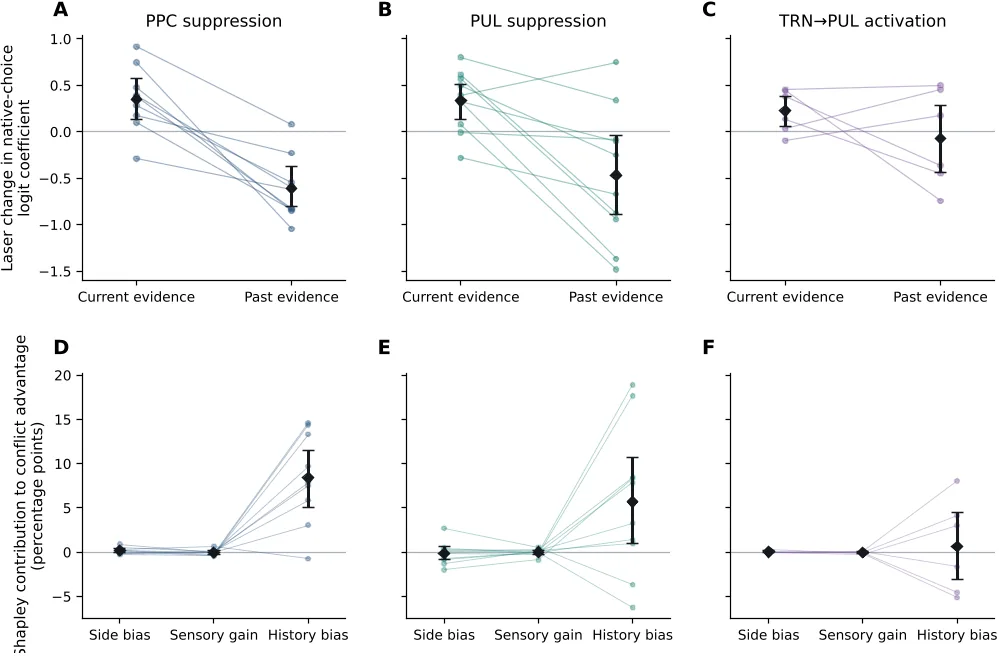 A PPC suppression
B PUL suppression
C TRN→PUL activation
Laser change in native-choice
logit coefficient
1.0
0.5
0.0
−0.5
−1.0
−1.5
Current evidence Past evidence
Current evidence Past evidence
Current evidence Past evidence
D
E
F
Shapley contribution to conflict advantage
(percentage points)
20
15
10
5
0
−5
Side bias Sensory gain History bias
Side bias Sensory gain History bias
Side bias Sensory gain History bias